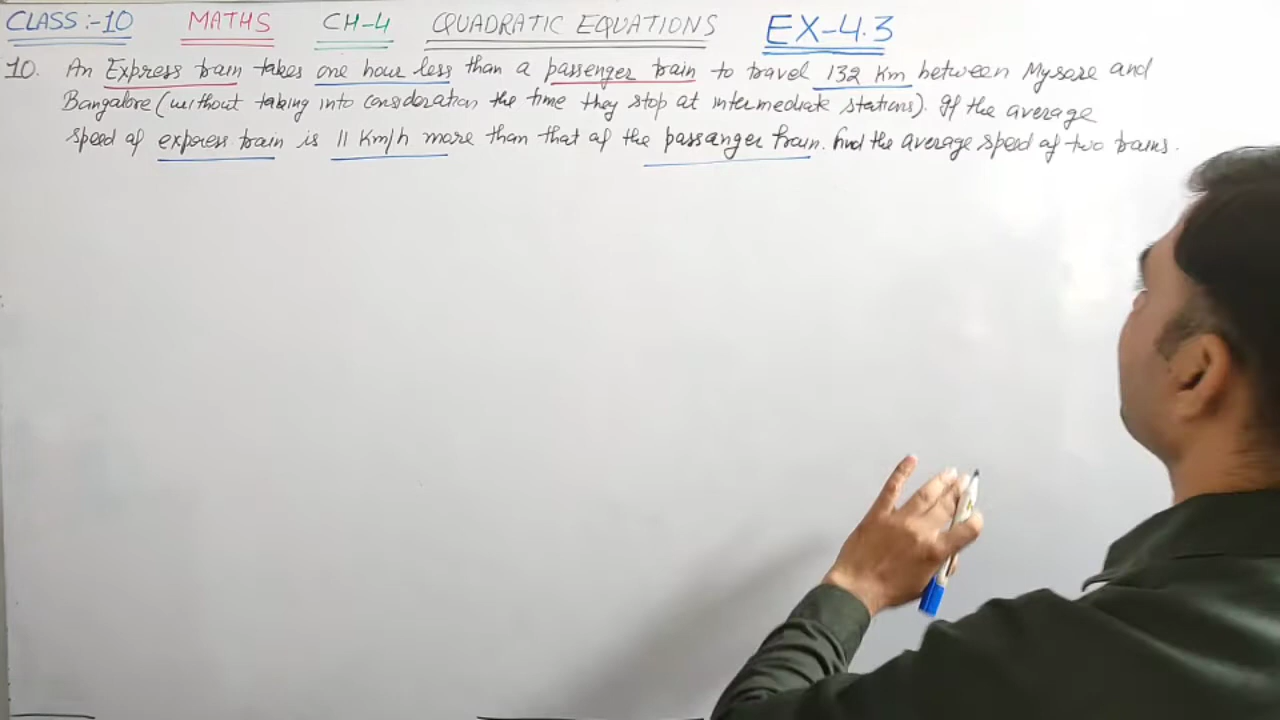 CLASS:-10 MATHS CH-4 QUADRATIC EQUATIONS EX-4.3
10. An Express train takes one hour less than a passenger train to travel 132 Km between Mysore and
Bangalore (without taking into consideration the time they stop at intermediate stations). If the average
speed of express train is 11 Km/h more than that of the passanger train. find the average speed of two trains.